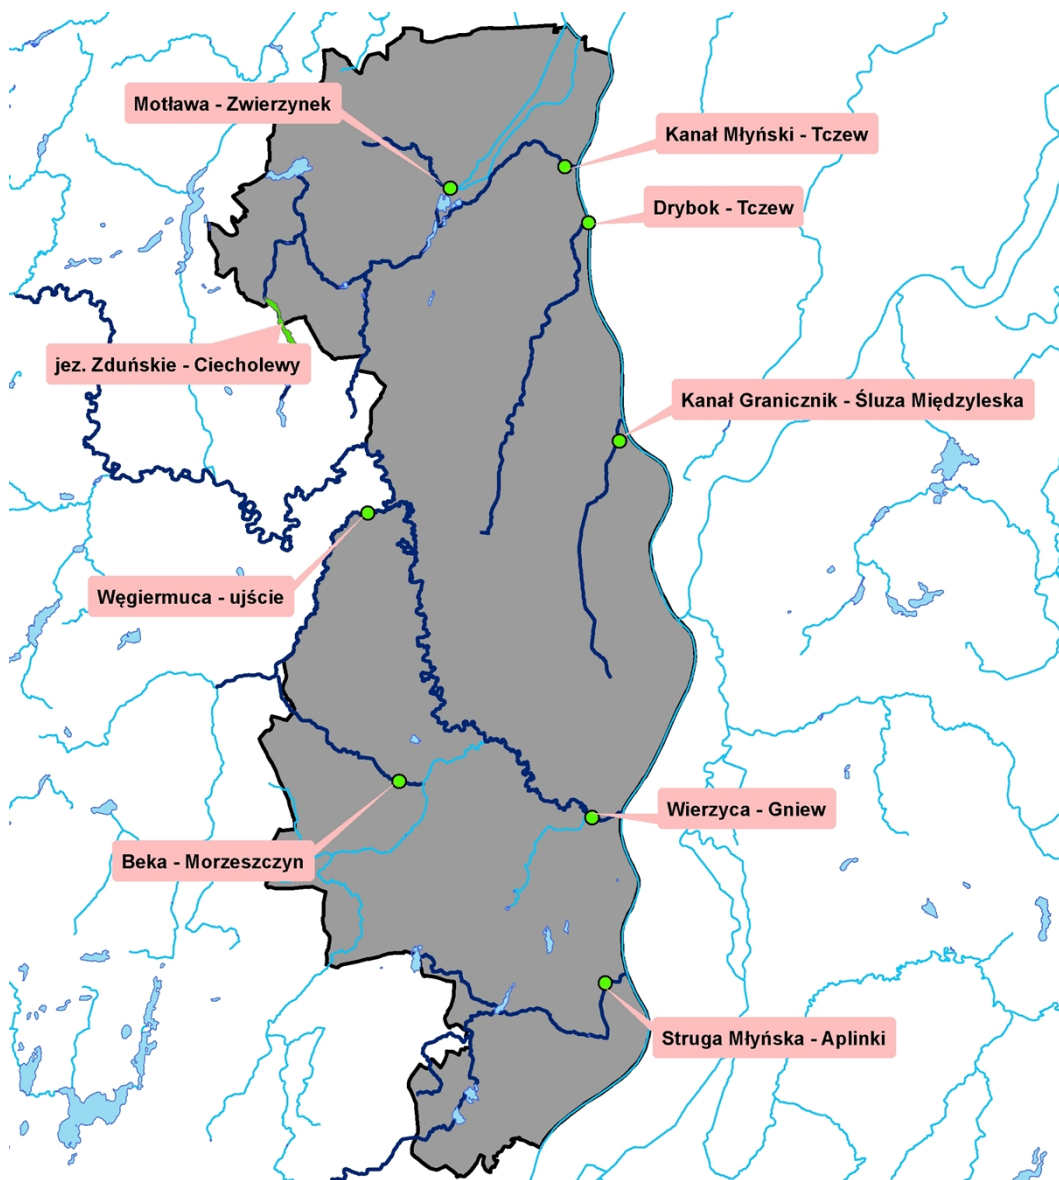 Motława - Zwierzynek
Kanał Młyński - Tczew
Drybok - Tczew
jez. Zduńskie - Ciecholewy
Kanał Granicznik - Śluza Międzyleska
Węgiermuca - ujście
Wierzyca - Gniew
Beka - Morzeszczyn
Struga Młyńska - Aplinki